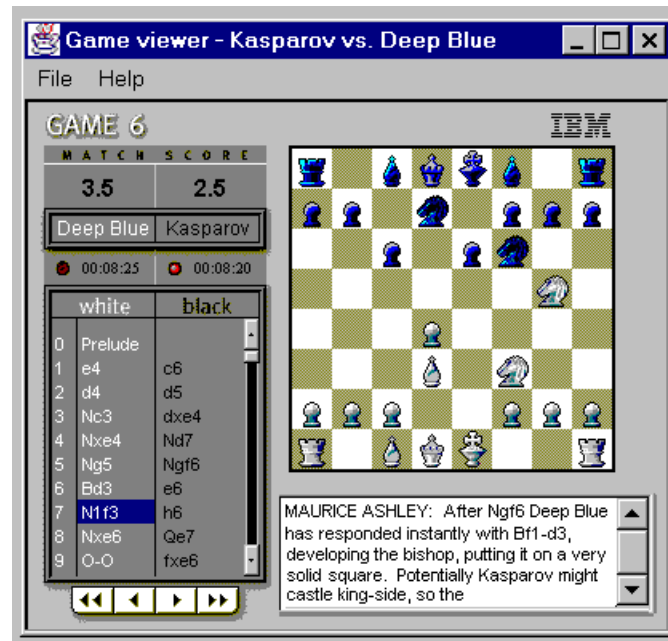 Game viewer - Kasparov vs. Deep Blue
File Help
GAME 6
IBM
MATCH SCORE
3.5 2.5
Deep Blue Kasparov
00:08:25 00:08:20
white black
0 Prelude
1 e4 c6
2 d4 d5
3 Nc3 dxe4
4 Nxe4 Nd7
5 Ng5 Ngf6
6 Bd3 e6
7 N1f3 h6
8 Nxe6 Qe7
9 O-O fxe6
MAURICE ASHLEY: After Ngf6 Deep Blue
has responded instantly with Bf1-d3,
developing the bishop, putting it on a very
solid square. Potentially Kasparov might
castle king-side, so the